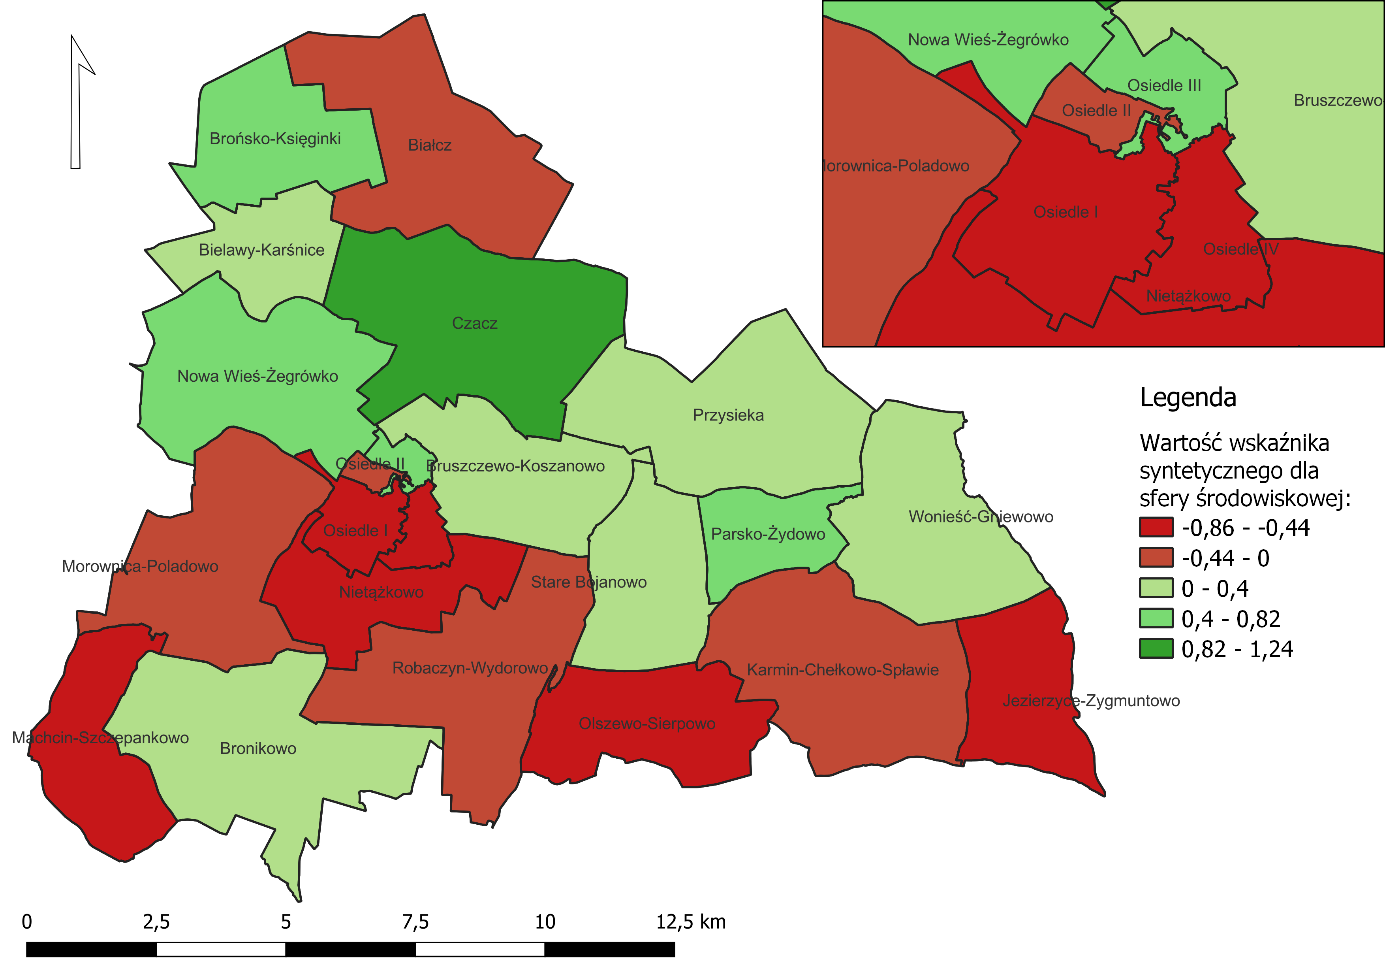 Brońsko-Księginki
Białcz
Bielawy-Karśnice
Czacz
Nowa Wieś-Żegrówko
Przysieka
Osiedle II
Bruszczewo-Koszanowo
Wonieść-Gniewowo
Osiedle I
Parsko-Żydowo
Morownica-Poladowo
Nietążkowo
Stare Bojanowo
Robaczyn-Wydorowo
Karmin-Chełkowo-Spławie
Jezierzyce-Zygmuntowo
Olszewo-Sierpowo
Machcin-Szczepankowo
Bronikowo
Nowa Wieś-Żegrówko
Osiedle III
Bruszczewo
Osiedle II
orownica-Poladowo
Osiedle I
Osiedle IV
Nietążkowo
Legenda
Wartość wskaźnika
syntetycznego dla
sfery środowiskowej:
-0,86 - -0,44
-0,44 - 0
0 - 0,4
0,4 - 0,82
0,82 - 1,24
0 2,5 5 7,5 10 12,5 km